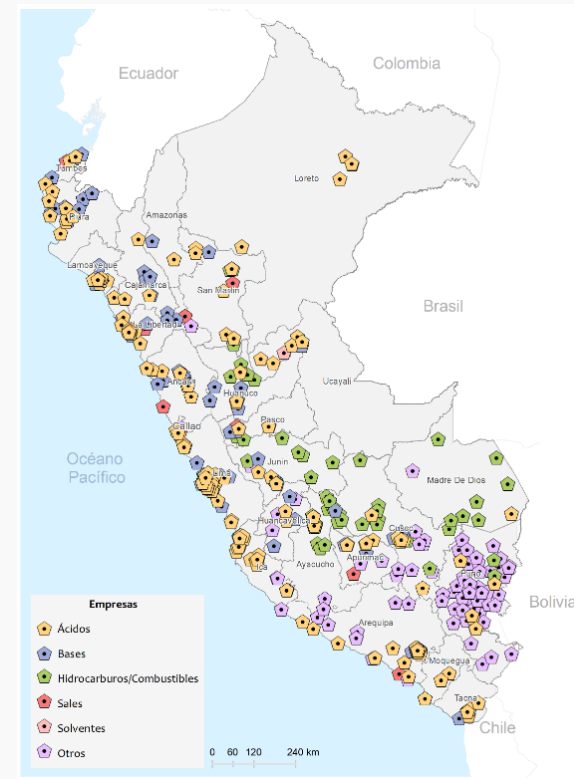 Ecuador
Colombia
Tumbes
Loreto
Piura
Amazonas
Lambayeque
Cajamarca
San Martín
Brasil
La Libertad
Ancash
Huánuco
Ucayali
Pasco
Callao
Océano
Pacífico
Junín
Lima
Madre De Dios
Huancavelica
Cusco
Ica
Ayacucho
Apurímac
Puno
Bolivia
Arequipa
Moquegua
Tacna
Chile
Empresas
Ácidos
Bases
Hidrocarburos/Combustibles
Sales
Solventes
Otros
0 60 120 240 km